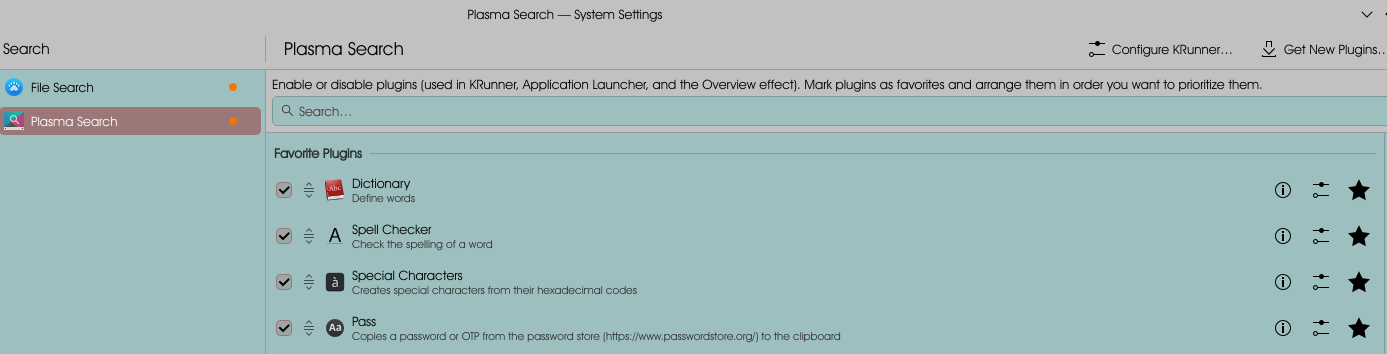 Plasma Search — System Settings
Search
Plasma Search
Configure KRunner...
Get New Plugins...
File Search
Plasma Search
Enable or disable plugins (used in KRunner, Application Launcher, and the Overview effect). Mark plugins as favorites and arrange them in order you want to prioritize them.
Search...
Favorite Plugins
Abc
Dictionary
Define words
A
Spell Checker
Check the spelling of a word
à
Special Characters
Creates special characters from their hexadecimal codes
Aa
Pass
Copies a password or OTP from the password store (https://www.passwordstore.org/) to the clipboard